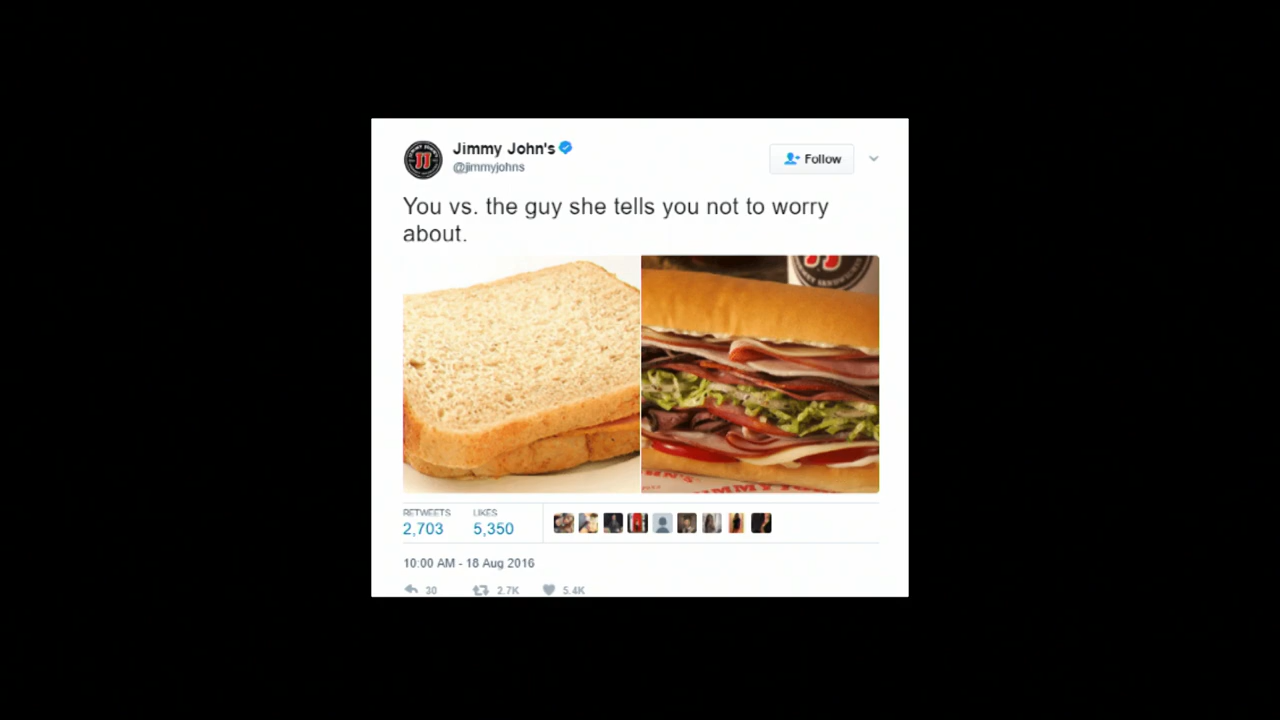 Jimmy John's
@jimmyjohns
Follow
You vs. the guy she tells you not to worry
about.
JJ
RETWEETS LIKES
2,703 5,350
10:00 AM - 18 Aug 2016
30 2.7K 5.4K